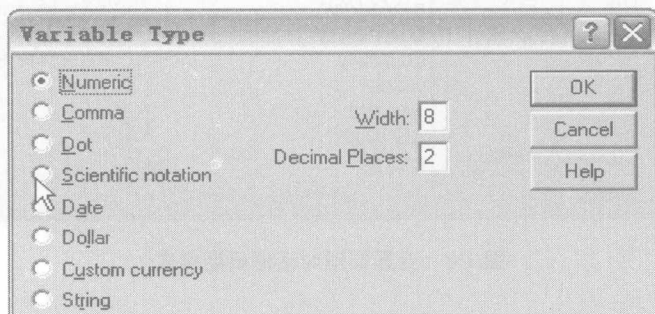 Variable Type
Numeric
Comma
Dot
Scientific notation
Date
Dollar
Custom currency
String
Width: 8
Decimal Places: 2
OK
Cancel
Help